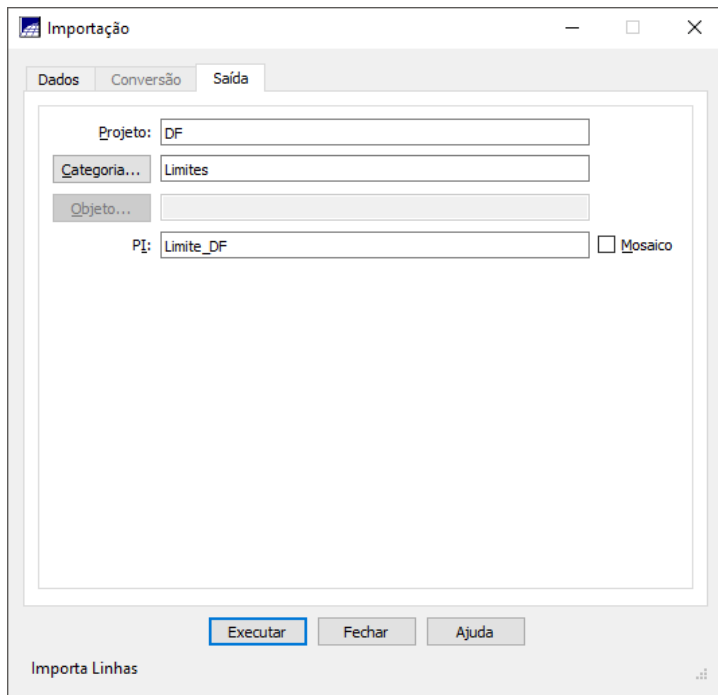 Importação
Dados Conversão Saída
Projeto: DF
Categoria... Limites
Objeto...
PI: Limite_DF Mosaico
Executar Fechar Ajuda
Importa Linhas